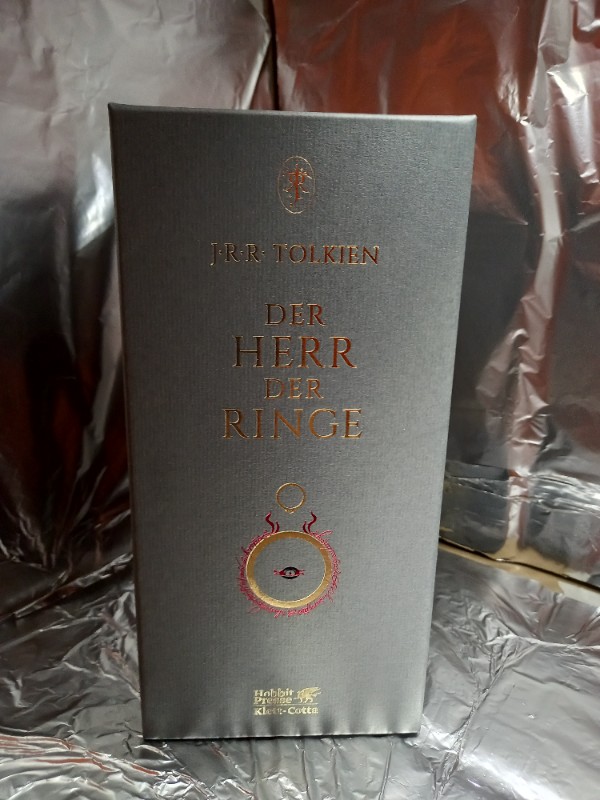 J·R·R· TOLKIEN
DER
HERR
DER
RINGE
Hobbit
Presse
Klett-Cotta